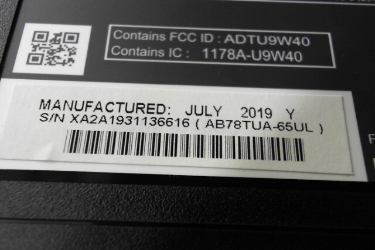 Contains FCC ID : ADTU9W40
Contains IC : 1178A-U9W40
MANUFACTURED: JULY 2019 Y
S/N XA2A1931136616 ( AB78TUA-65UL )